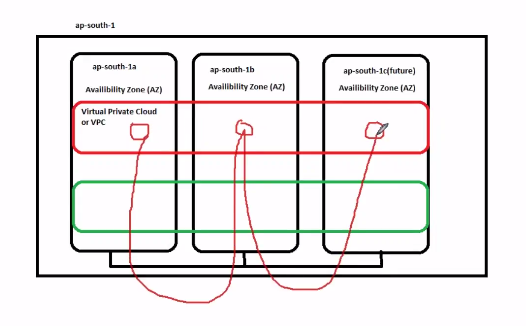 ap-south-1
ap-south-1a
Availibility Zone (AZ)
ap-south-1b
Availibility Zone (AZ)
ap-south-1c(future)
Availibility Zone (AZ)
Virtual Private Cloud
or VPC